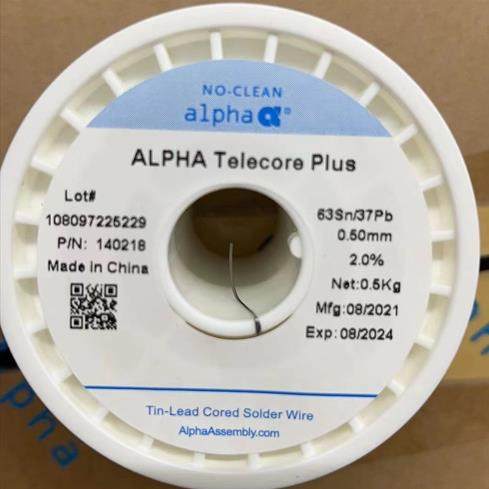 NO-CLEAN
alpha α®
ALPHA Telecore Plus
Lot#
108097225229
P/N: 140218
Made in China
63Sn/37Pb
0.50mm
2.0%
Net:0.5Kg
Mfg:08/2021
Exp:08/2024
Tin-Lead Cored Solder Wire
AlphaAssembly.com
pha